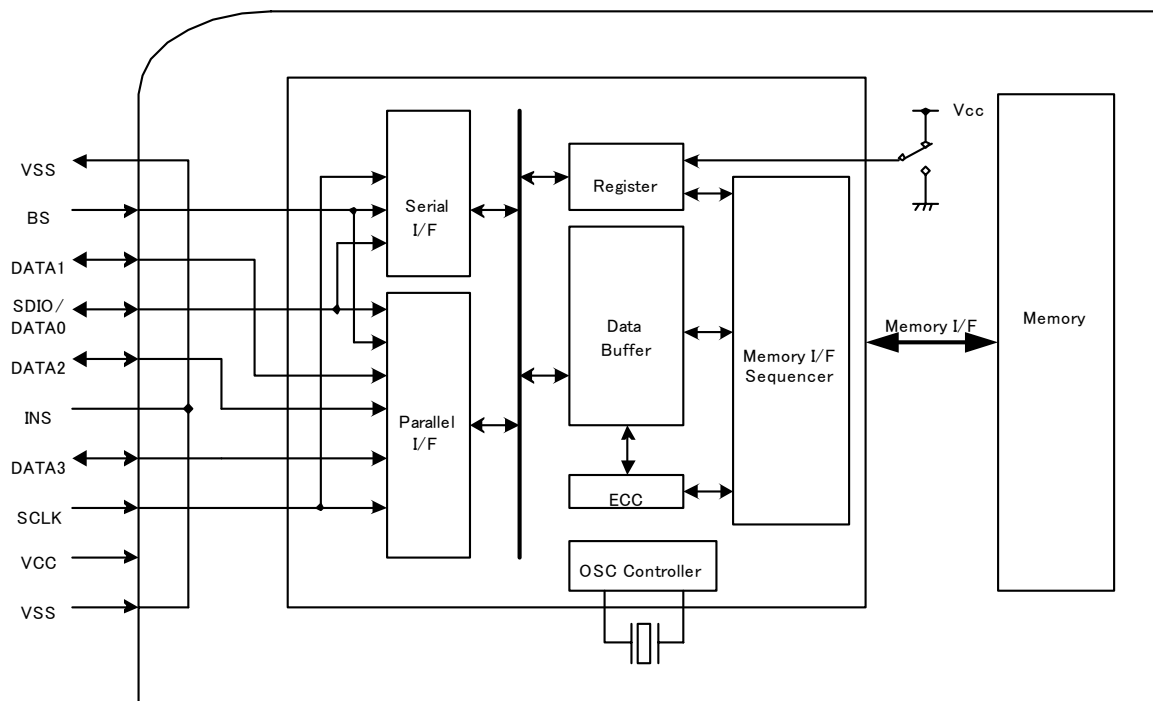 VSS
BS
DATA1
SDIO/
DATA0
DATA2
INS
DATA3
SCLK
VCC
VSS
Serial
I/F
Parallel
I/F
Register
Data
Buffer
ECC
OSC Controller
Memory I/F
Sequencer
Vcc
Memory I/F
Memory